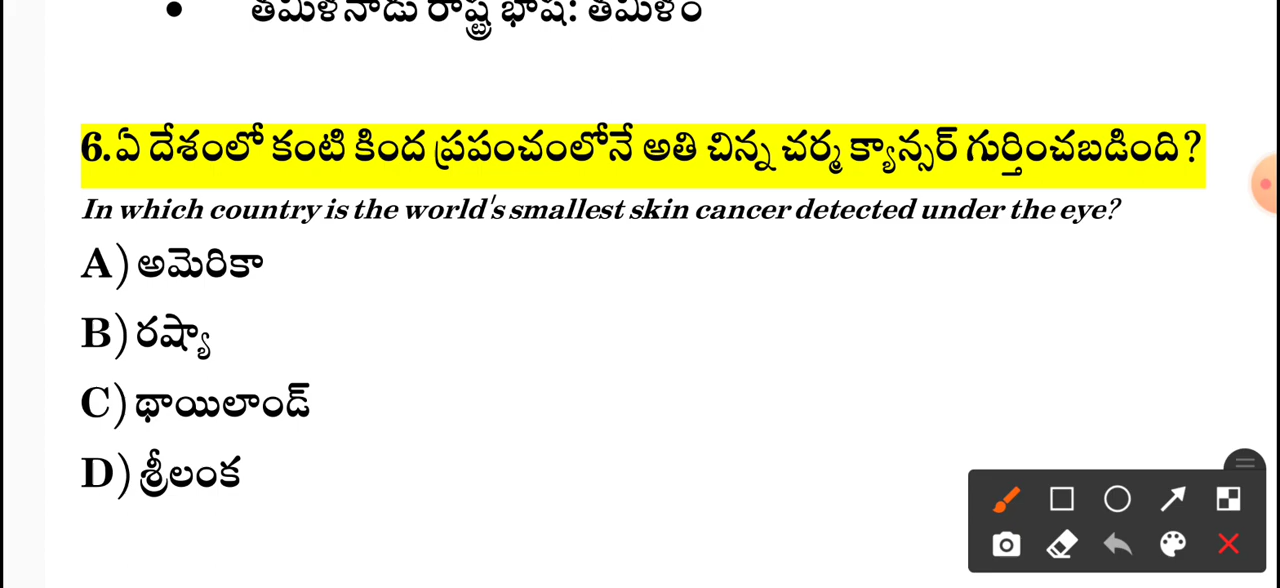 • తమిళనాడు రాష్ట్ర భాష: తమిళం
6.ఏ దేశంలో కంటి కింద ప్రపంచంలోనే అతి చిన్న చర్మ క్యాన్సర్ గుర్తించబడింది?
In which country is the world's smallest skin cancer detected under the eye?
A) అమెరికా
B) రష్యా
C) థాయిలాండ్
D) శ్రీలంక